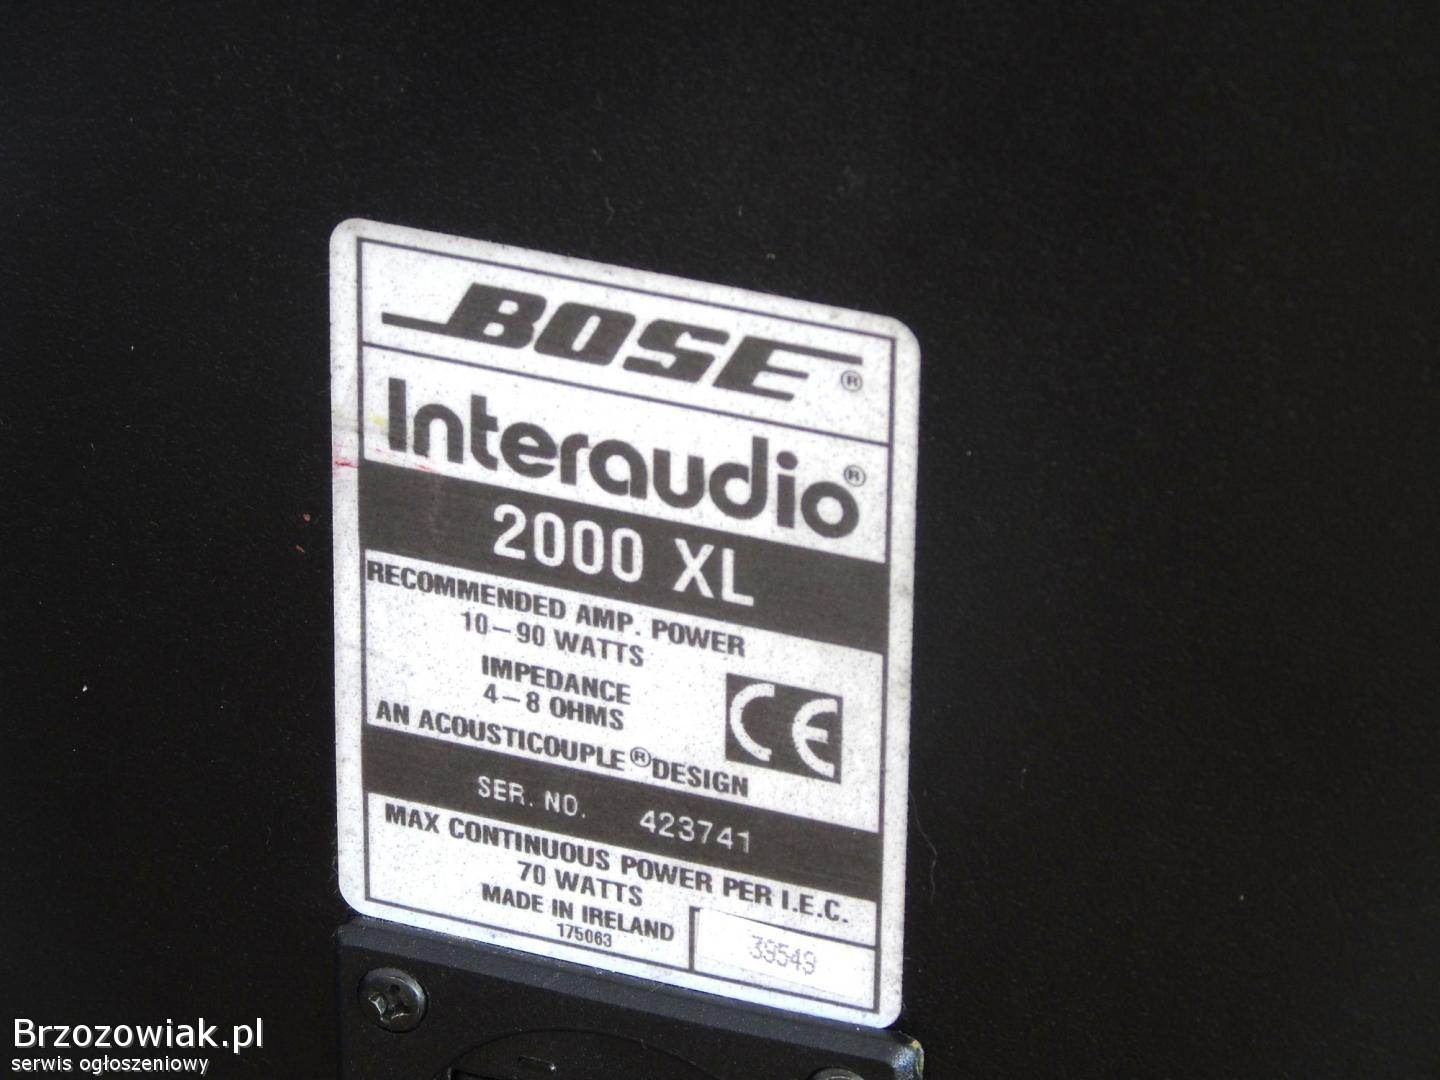 BOSE®
Interaudio®
2000 XL
RECOMMENDED AMP. POWER
10–90 WATTS
IMPEDANCE
4–8 OHMS
CE
AN ACOUSTICOUPLE® DESIGN
SER. NO. 423741
MAX CONTINUOUS POWER PER I.E.C.
70 WATTS
MADE IN IRELAND
175063
39549
Brzozowiak.pl
serwis ogłoszeniowy